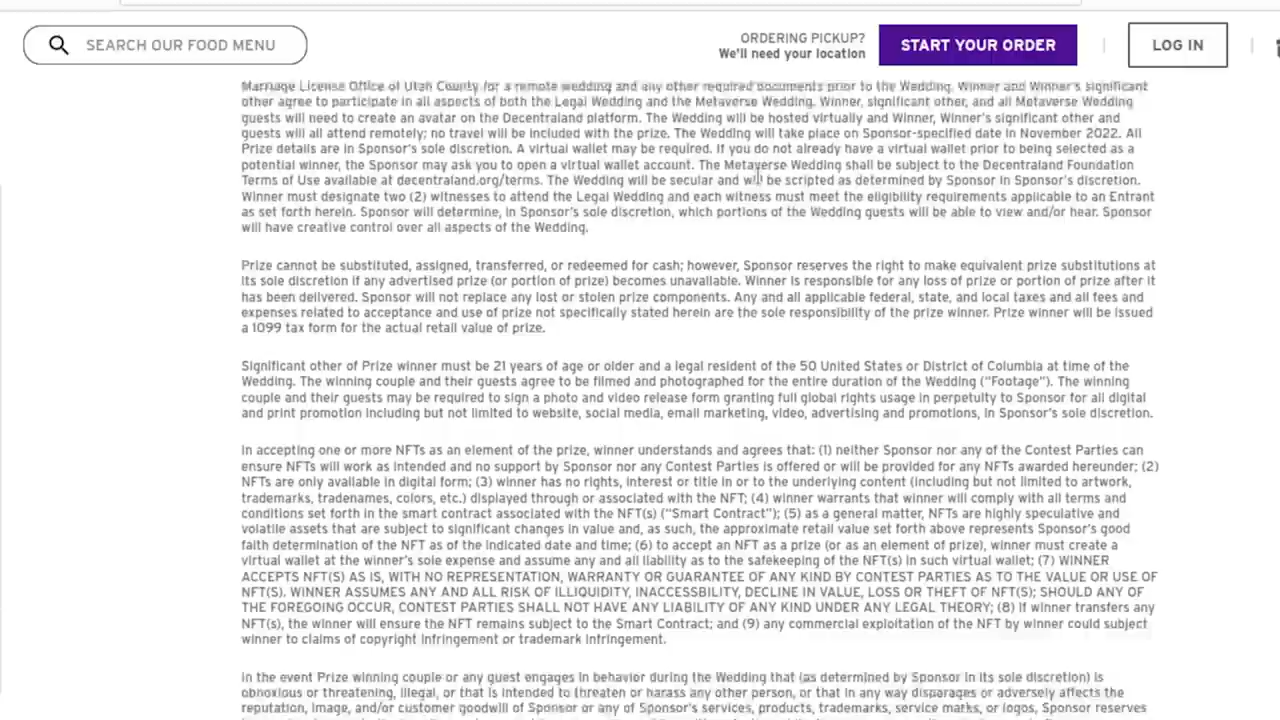 SEARCH OUR FOOD MENU
ORDERING PICKUP?
We'll need your location
START YOUR ORDER
LOG IN
Marriage License Office of Utah County for a remote wedding and any other required documents prior to the Wedding. Winner and Winner's significant
other agree to participate in all aspects of both the Legal Wedding and the Metaverse Wedding. Winner, significant other, and all Metaverse Wedding
guests will need to create an avatar on the Decentraland platform. The Wedding will be hosted virtually and Winner, Winner's significant other and
guests will all attend remotely; no travel will be included with the prize. The Wedding will take place on Sponsor-specified date in November 2022. All
Prize details are in Sponsor's sole discretion. A virtual wallet may be required. If you do not already have a virtual wallet prior to being selected as a
potential winner, the Sponsor may ask you to open a virtual wallet account. The Metaverse Wedding shall be subject to the Decentraland Foundation
Terms of Use available at decentraland.org/terms. The Wedding will be secular and will be scripted as determined by Sponsor in Sponsor's discretion.
Winner must designate two (2) witnesses to attend the Legal Wedding and each witness must meet the eligibility requirements applicable to an Entrant
as set forth herein. Sponsor will determine, in Sponsor's sole discretion, which portions of the Wedding guests will be able to view and/or hear. Sponsor
will have creative control over all aspects of the Wedding.
Prize cannot be substituted, assigned, transferred, or redeemed for cash; however, Sponsor reserves the right to make equivalent prize substitutions at
its sole discretion if any advertised prize (or portion of prize) becomes unavailable. Winner is responsible for any loss of prize or portion of prize after it
has been delivered. Sponsor will not replace any lost or stolen prize components. Any and all applicable federal, state, and local taxes and all fees and
expenses related to acceptance and use of prize not specifically stated herein are the sole responsibility of the prize winner. Prize winner will be issued
a 1099 tax form for the actual retail value of prize.
Significant other of Prize winner must be 21 years of age or older and a legal resident of the 50 United States or District of Columbia at time of the
Wedding. The winning couple and their guests agree to be filmed and photographed for the entire duration of the Wedding ("Footage"). The winning
couple and their guests may be required to sign a photo and video release form granting full global rights usage in perpetuity to Sponsor for all digital
and print promotion including but not limited to website, social media, email marketing, video, advertising and promotions, in Sponsor's sole discretion.
In accepting one or more NFTs as an element of the prize, winner understands and agrees that: (1) neither Sponsor nor any of the Contest Parties can
ensure NFTs will work as intended and no support by Sponsor nor any Contest Parties is offered or will be provided for any NFTs awarded hereunder; (2)
NFTs are only available in digital form; (3) winner has no rights, interest or title in or to the underlying content (including but not limited to artwork,
trademarks, tradenames, colors, etc.) displayed through or associated with the NFT; (4) winner warrants that winner will comply with all terms and
conditions set forth in the smart contract associated with the NFT(s) ("Smart Contract"); (5) as a general matter, NFTs are highly speculative and
volatile assets that are subject to significant changes in value and, as such, the approximate retail value set forth above represents Sponsor's good
faith determination of the NFT as of the indicated date and time; (6) to accept an NFT as a prize (or as an element of prize), winner must create a
virtual wallet at the winner's sole expense and assume any and all liability as to the safekeeping of the NFT(s) in such virtual wallet; (7) WINNER
ACCEPTS NFT(S) AS IS, WITH NO REPRESENTATION, WARRANTY OR GUARANTEE OF ANY KIND BY CONTEST PARTIES AS TO THE VALUE OR USE OF
NFT(S). WINNER ASSUMES ANY AND ALL RISK OF ILLIQUIDITY, INACCESSIBILITY, DECLINE IN VALUE, LOSS OR THEFT OF NFT(S); SHOULD ANY OF
THE FOREGOING OCCUR, CONTEST PARTIES SHALL NOT HAVE ANY LIABILITY OF ANY KIND UNDER ANY LEGAL THEORY; (8) if winner transfers any
NFT(s), the winner will ensure the NFT remains subject to the Smart Contract; and (9) any commercial exploitation of the NFT by winner could subject
winner to claims of copyright infringement or trademark infringement.
In the event Prize winning couple or any guest engages in behavior during the Wedding that (as determined by Sponsor in its sole discretion) is
obnoxious or threatening, illegal, or that is intended to threaten or harass any other person, or that in any way disparages or adversely affects the
reputation, image, and/or customer goodwill of Sponsor or any of Sponsor's services, products, trademarks, service marks, or logos, Sponsor reserves